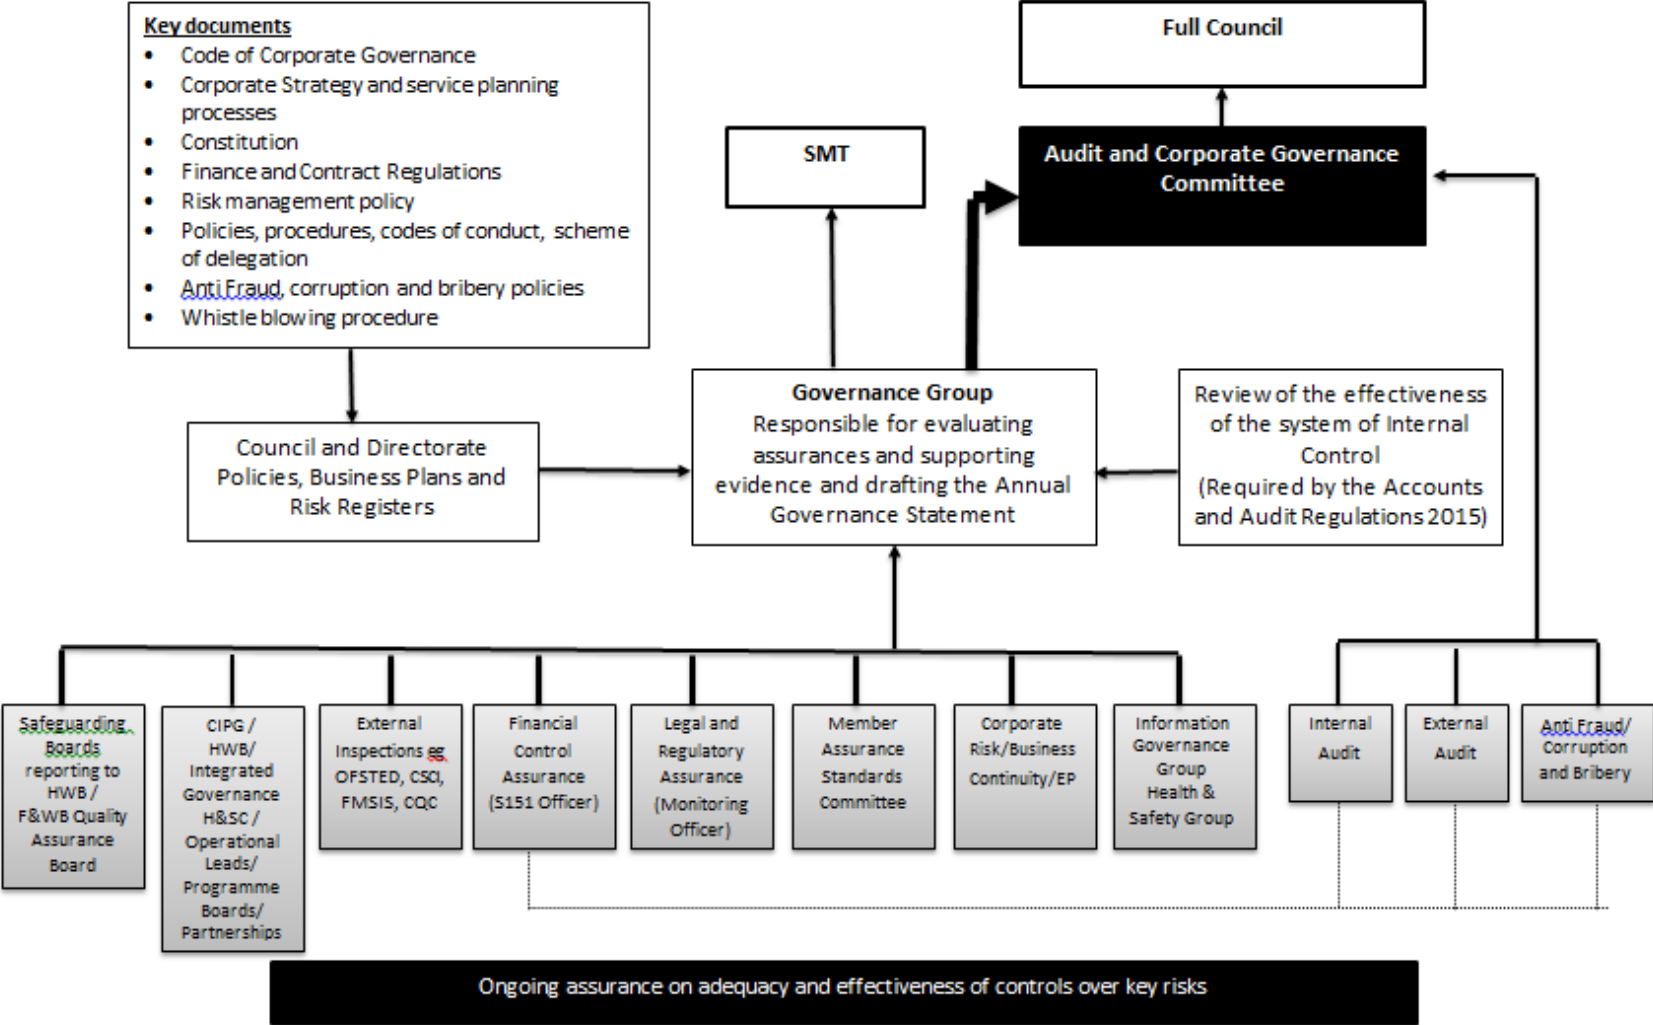 Key documents
• Code of Corporate Governance
• Corporate Strategy and service planning
processes
• Constitution
• Finance and Contract Regulations
• Risk management policy
• Policies, procedures, codes of conduct, scheme
of delegation
• Anti Fraud, corruption and bribery policies
• Whistle blowing procedure
Full Council
SMT
Audit and Corporate Governance
Committee
Council and Directorate
Policies, Business Plans and
Risk Registers
Governance Group
Responsible for evaluating
assurances and supporting
evidence and drafting the Annual
Governance Statement
Review of the effectiveness
of the system of Internal
Control
(Required by the Accounts
and Audit Regulations 2015)
Safeguarding
Boards
reporting to
HWB /
F&WB Quality
Assurance
Board
CIPG /
HWB/
Integrated
Governance
H&SC /
Operational
Leads/
Programme
Boards/
Partnerships
External
Inspections eg
OFSTED, CSCI,
FMSIS, CQC
Financial
Control
Assurance
(S151 Officer)
Legal and
Regulatory
Assurance
(Monitoring
Officer)
Member
Assurance
Standards
Committee
Corporate
Risk/Business
Continuity/EP
Information
Governance
Group
Health &
Safety Group
Internal
Audit
External
Audit
Anti Fraud/
Corruption
and Bribery
Ongoing assurance on adequacy and effectiveness of controls over key risks